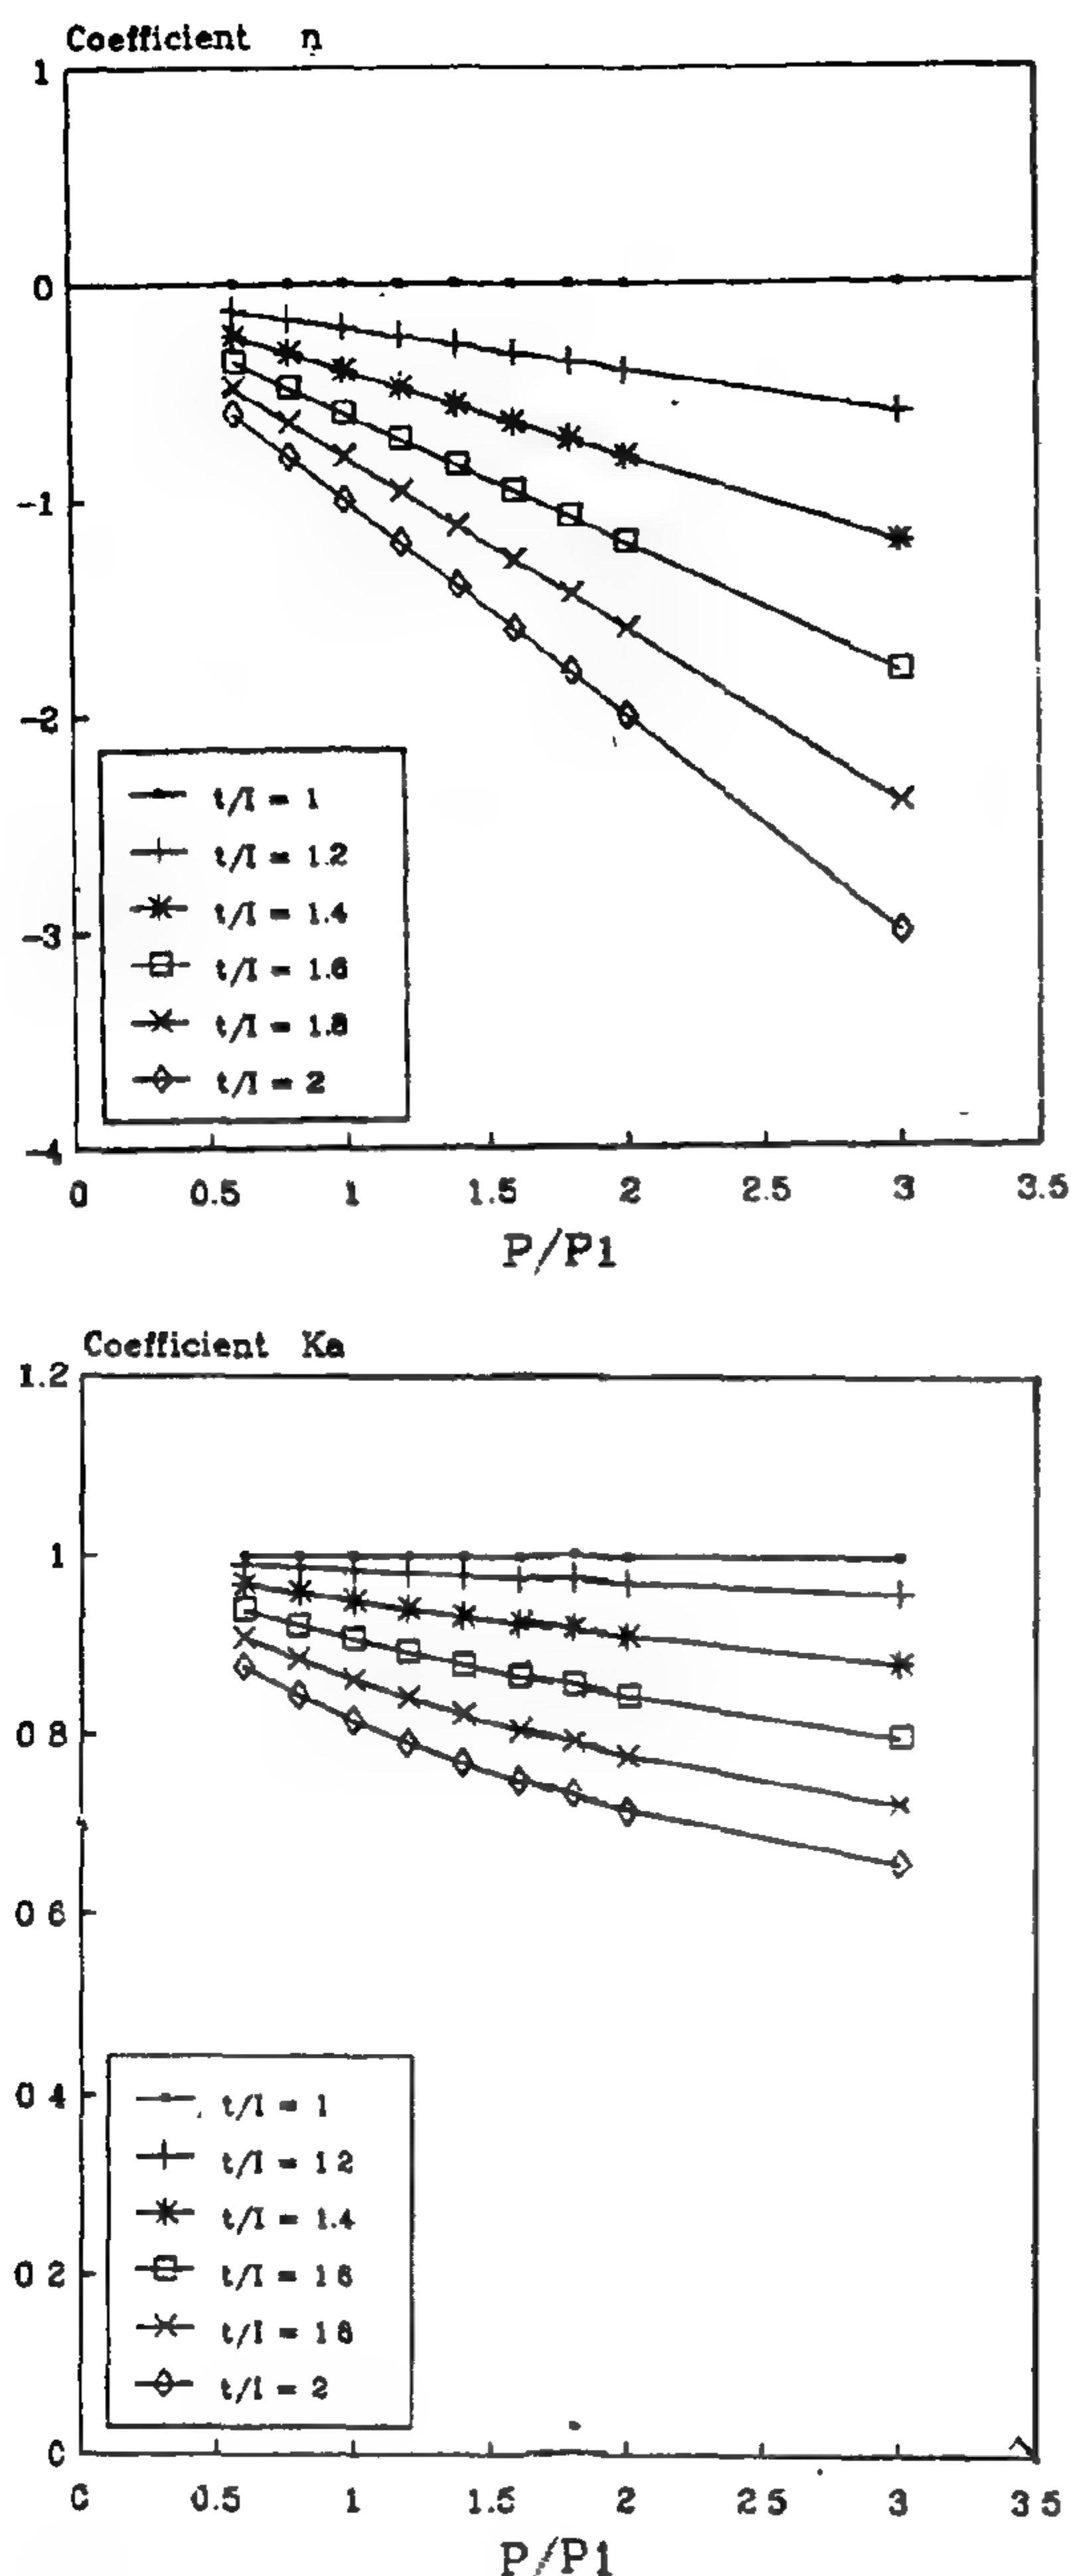 Coefficient η
1
0
-1
-2
-3
-4
t/I = 1
t/I = 1.2
t/I = 1.4
t/I = 1.6
t/I = 1.8
t/I = 2
0 0.5 1 1.5 2 2.5 3 3.5
P/P1
Coefficient Ka
1.2
1
0 8
0 6
0 4
0 2
0
t/I = 1
t/I = 1 2
t/I = 1.4
t/I = 1 6
t/I = 1 8
t/I = 2
0 0.5 1 1.5 2 2 5 3 3 5
P/P1